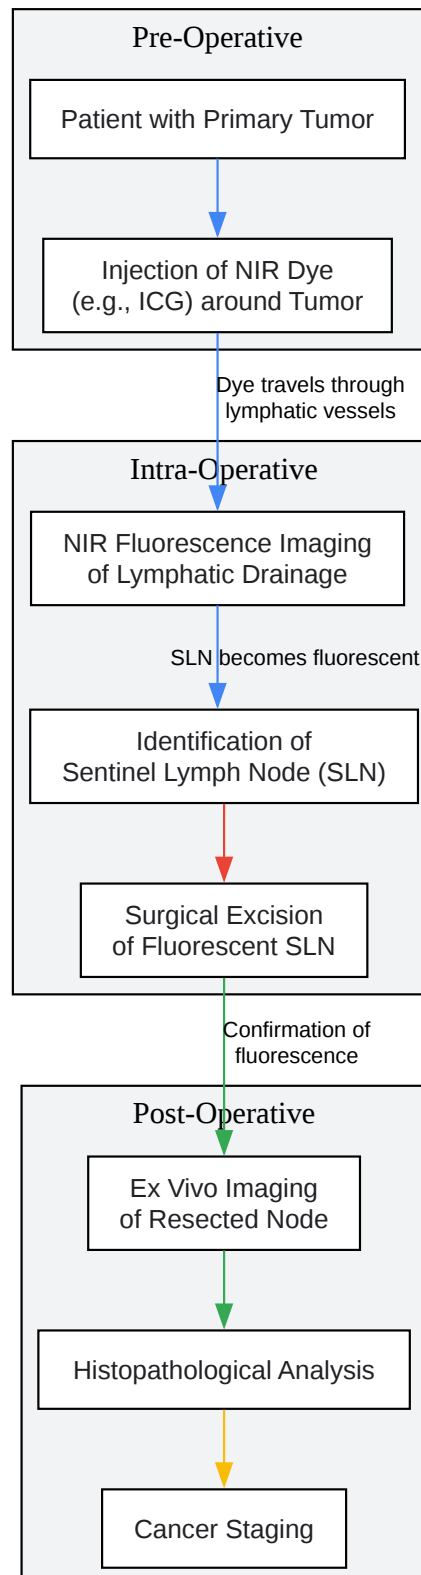 Pre-Operative
Patient with Primary Tumor
Injection of NIR Dye
(e.g., ICG) around Tumor
Dye travels through
lymphatic vessels
Intra-Operative
NIR Fluorescence Imaging
of Lymphatic Drainage
SLN becomes fluorescent
Identification of
Sentinel Lymph Node (SLN)
Surgical Excision
of Fluorescent SLN
Confirmation of
fluorescence
Post-Operative
Ex Vivo Imaging
of Resected Node
Histopathological Analysis
Cancer Staging